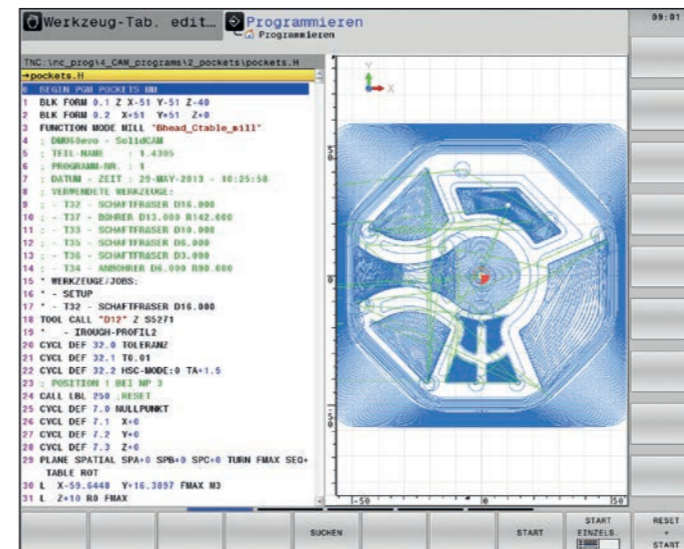 Werkzeug-Tab. edit… Programmieren
Programmieren
09:01
TNC:\nc_prog\4_CAM_programs\2_pockets\pockets.H
→pockets.H
0 BEGIN PGM POCKETS MM
1 BLK FORM 0.1 Z X-51 Y-51 Z-40
2 BLK FORM 0.2 X+51 Y+51 Z+0
3 FUNCTION MODE MILL "Bhead_Ctable_mill"
4 ; DMU60evo - SolidCAM
5 ; TEIL-NAME : 1.4305
6 ; PROGRAMM-NR. : 1
7 ; DATUM - ZEIT : 29-MAY-2013 - 10:25:58
8 ; VERWENDETE WERKZEUGE:
9 ; - T32 - SCHAFTFRäSER D16.000
10 ; - T37 - BOHRER D13.000 R142.000
11 ; - T33 - SCHAFTFRäSER D10.000
12 ; - T35 - SCHAFTFRäSER D6.000
13 ; - T36 - SCHAFTFRäSER D3.000
14 ; - T34 - ANBOHRER D6.000 R90.000
15 * WERKZEUGE/JOBS:
16 * - SETUP
17 * - T32 - SCHAFTFRäSER D16.000
18 TOOL CALL "D12" Z S5271
19 * - IROUGH-PROFIL2
20 CYCL DEF 32.0 TOLERANZ
21 CYCL DEF 32.1 T0.01
22 CYCL DEF 32.2 HSC-MODE:0 TA+1.5
23 ; POSITION 1 BEI NP 3
24 CALL LBL 250 ;RESET
25 CYCL DEF 7.0 NULLPUNKT
26 CYCL DEF 7.1 X+0
27 CYCL DEF 7.2 Y+0
28 CYCL DEF 7.3 Z+0
29 PLANE SPATIAL SPA+0 SPB+0 SPC+0 TURN FMAX SEQ+
TABLE ROT
30 L X-59.6448 Y+16.3897 FMAX M3
31 L Z+10 R0 FMAX
Y
X
50
0
-50
-50 0 50
SUCHEN
START
START
EINZELS.
RESET
+
START